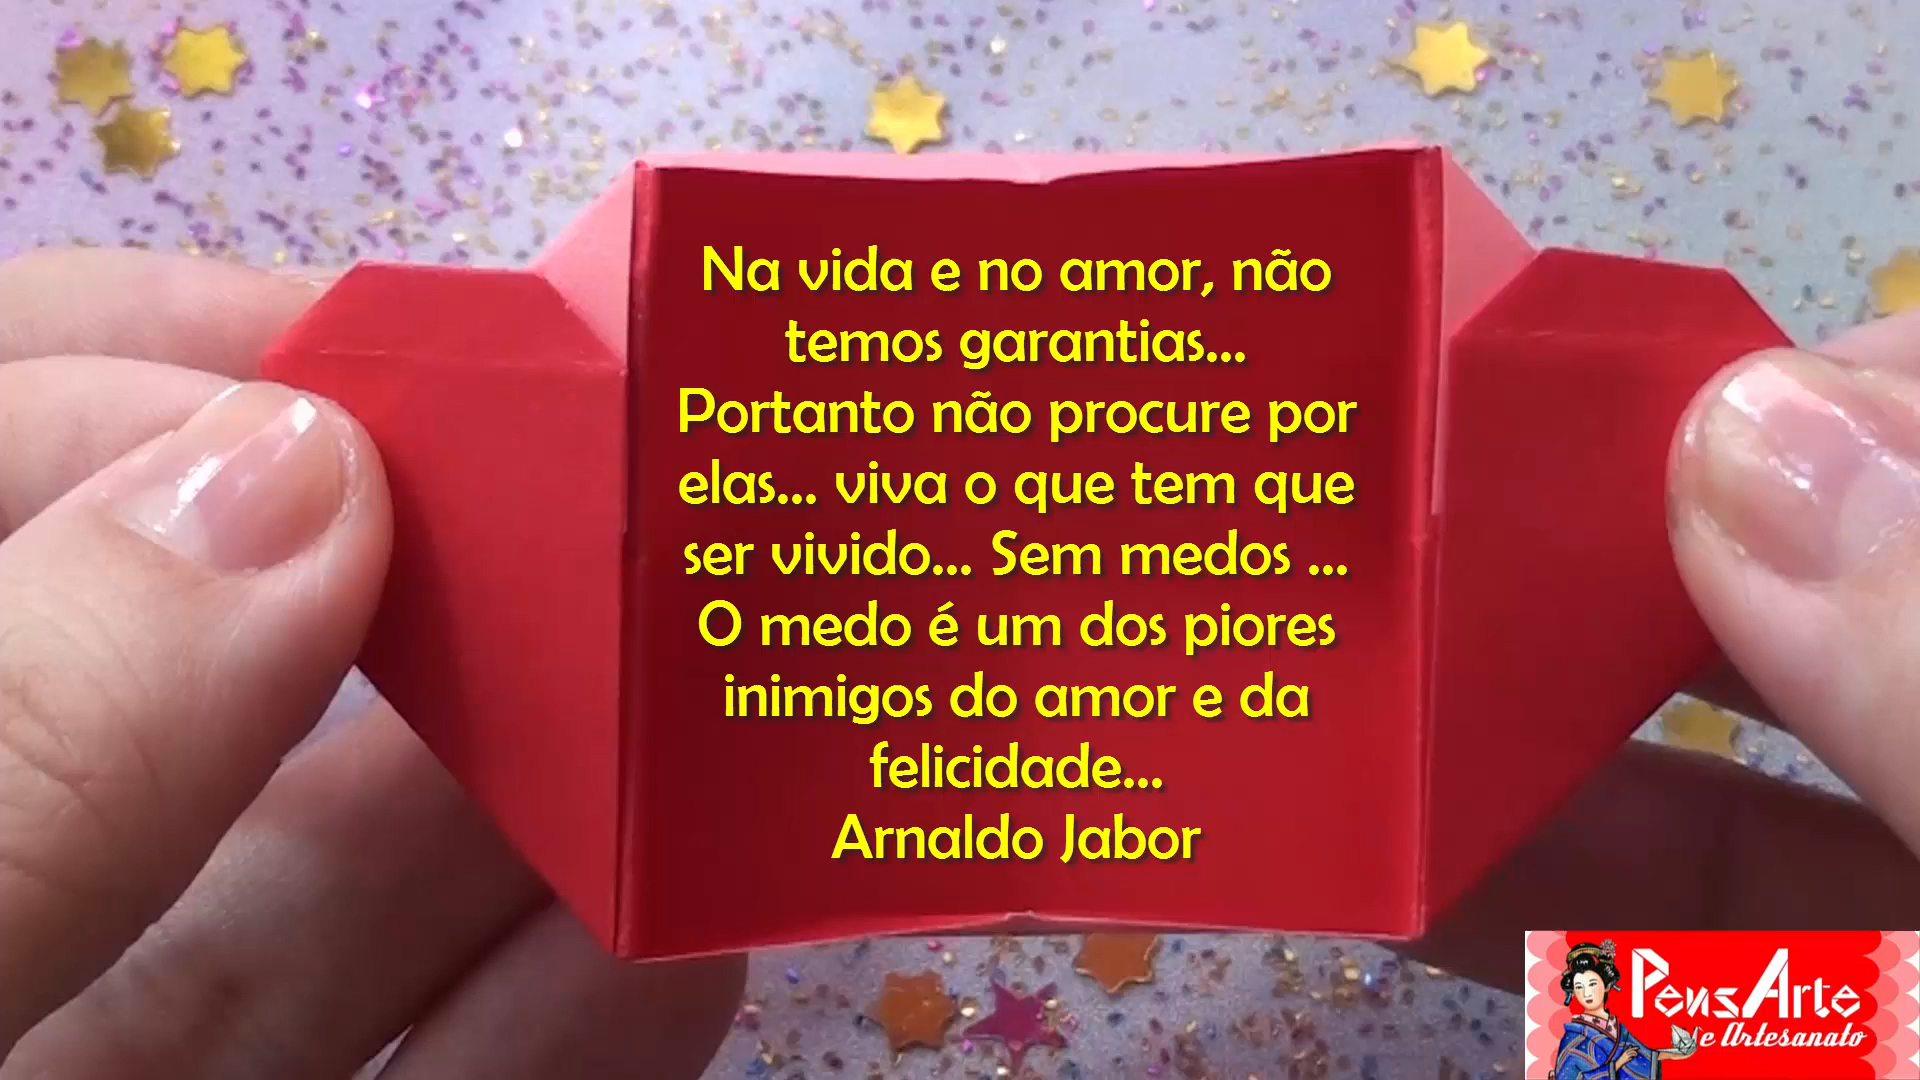 Na vida e no amor, não
temos garantias...
Portanto não procure por
elas... viva o que tem que
ser vivido... Sem medos ...
O medo é um dos piores
inimigos do amor e da
felicidade...
Arnaldo Jabor
PensArte
e Artesanato